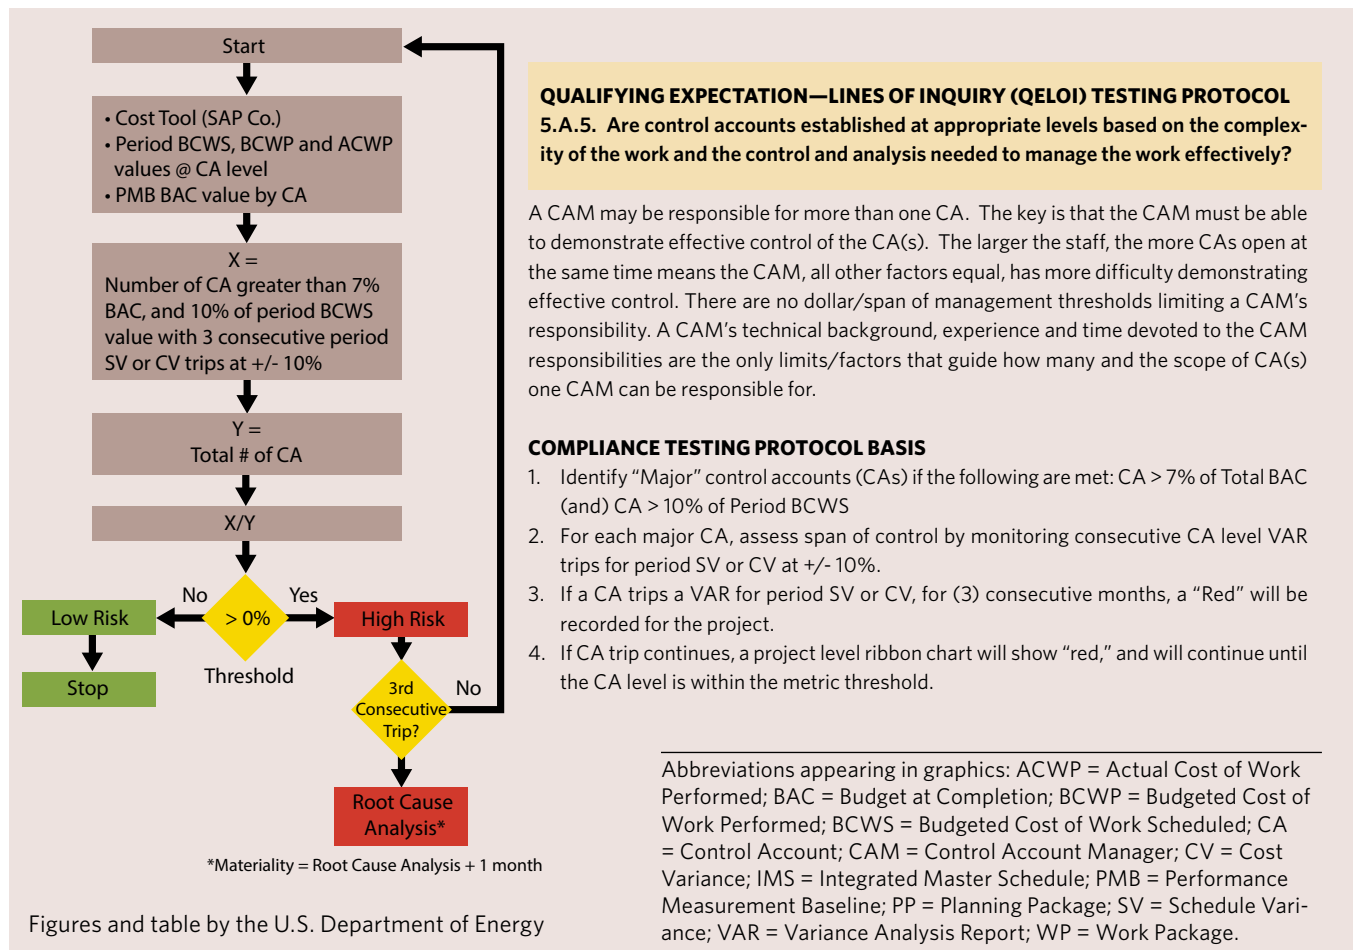 Start
• Cost Tool (SAP Co.)
• Period BCWS, BCWP and ACWP
values @ CA level
• PMB BAC value by CA
X =
Number of CA greater than 7%
BAC, and 10% of period BCWS
value with 3 consecutive period
SV or CV trips at +/- 10%
Y =
Total # of CA
X/Y
No
Yes
Low Risk
> 0%
High Risk
Threshold
Stop
3rd
Consecutive
Trip?
No
Root Cause
Analysis*
*Materiality = Root Cause Analysis + 1 month
Figures and table by the U.S. Department of Energy
QUALIFYING EXPECTATION—LINES OF INQUIRY (QELOI) TESTING PROTOCOL
5.A.5. Are control accounts established at appropriate levels based on the complex-
ity of the work and the control and analysis needed to manage the work effectively?
A CAM may be responsible for more than one CA. The key is that the CAM must be able
to demonstrate effective control of the CA(s). The larger the staff, the more CAs open at
the same time means the CAM, all other factors equal, has more difficulty demonstrating
effective control. There are no dollar/span of management thresholds limiting a CAM’s
responsibility. A CAM’s technical background, experience and time devoted to the CAM
responsibilities are the only limits/factors that guide how many and the scope of CA(s)
one CAM can be responsible for.
COMPLIANCE TESTING PROTOCOL BASIS
1. Identify “Major” control accounts (CAs) if the following are met: CA > 7% of Total BAC
(and) CA > 10% of Period BCWS
2. For each major CA, assess span of control by monitoring consecutive CA level VAR
trips for period SV or CV at +/- 10%.
3. If a CA trips a VAR for period SV or CV, for (3) consecutive months, a “Red” will be
recorded for the project.
4. If CA trip continues, a project level ribbon chart will show “red,” and will continue until
the CA level is within the metric threshold.
Abbreviations appearing in graphics: ACWP = Actual Cost of Work
Performed; BAC = Budget at Completion; BCWP = Budgeted Cost of
Work Performed; BCWS = Budgeted Cost of Work Scheduled; CA
= Control Account; CAM = Control Account Manager; CV = Cost
Variance; IMS = Integrated Master Schedule; PMB = Performance
Measurement Baseline; PP = Planning Package; SV = Schedule Vari-
ance; VAR = Variance Analysis Report; WP = Work Package.